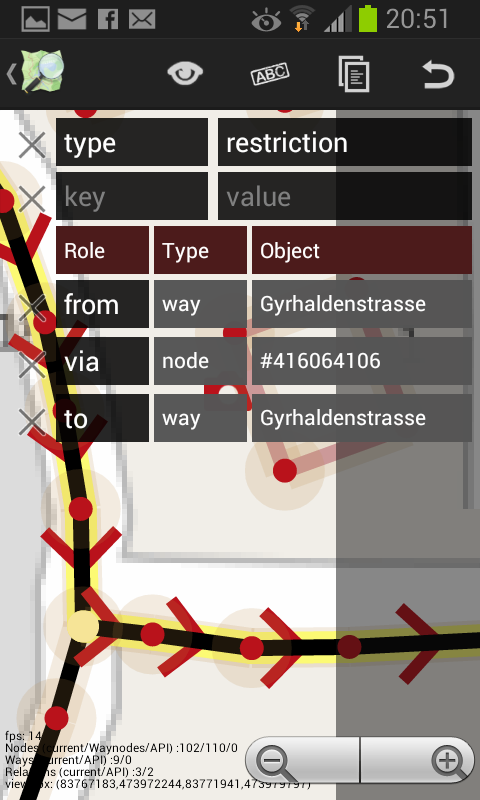 20:51
ABC
type restriction
key value
Role Type Object
from way Gyrhaldenstrasse
via node #416064106
to way Gyrhaldenstrasse
fps: 14
Nodes (current/Waynodes/API) :102/110/0
Ways (current/API) :9/0
Relations (current/API) :3/2
viewBox: (83767183,473972244,83771941,473979797)